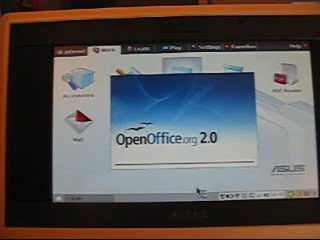 Internet Work Learn Play Settings Favorites Help
Accessories
PDF Reader
Mail
OpenOffice.org 2.0
ASUS